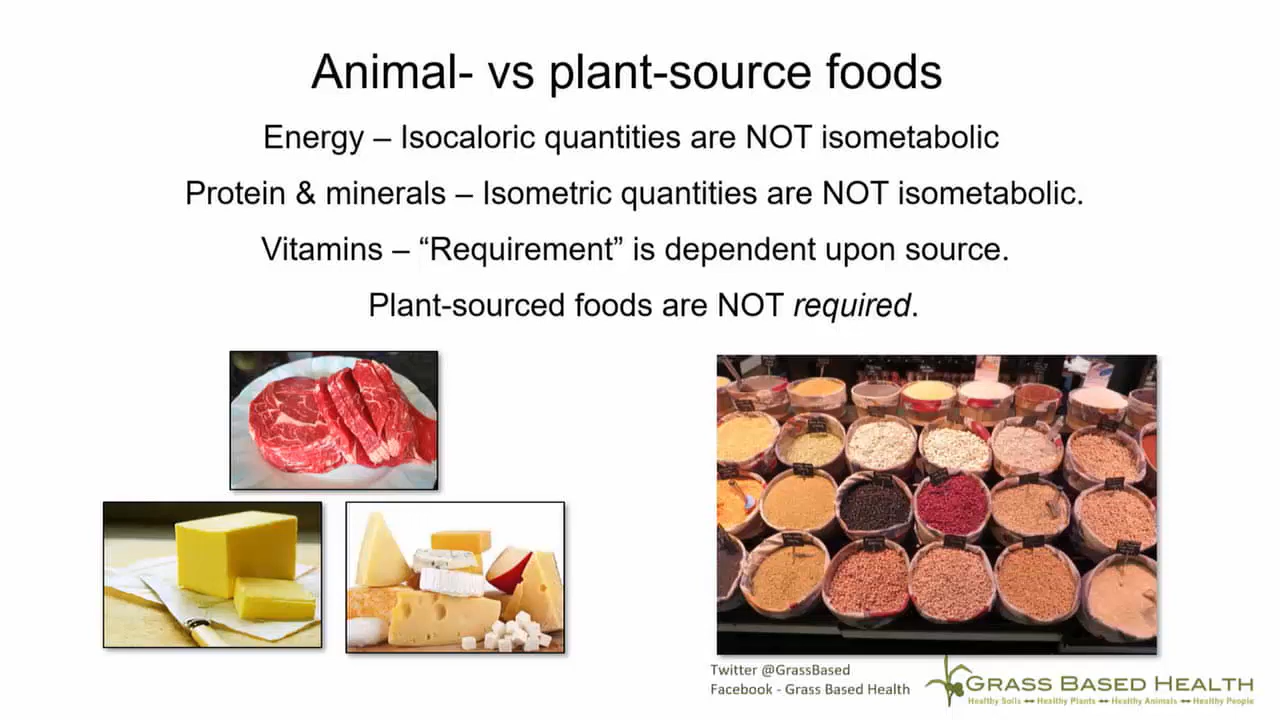 Animal- vs plant-source foods
Energy – Isocaloric quantities are NOT isometabolic
Protein & minerals – Isometric quantities are NOT isometabolic.
Vitamins – “Requirement” is dependent upon source.
Plant-sourced foods are NOT required.
Twitter @GrassBased
Facebook - Grass Based Health
GRASS BASED HEALTH
Healthy Soils ↔ Healthy Plants ↔ Healthy Animals ↔ Healthy People